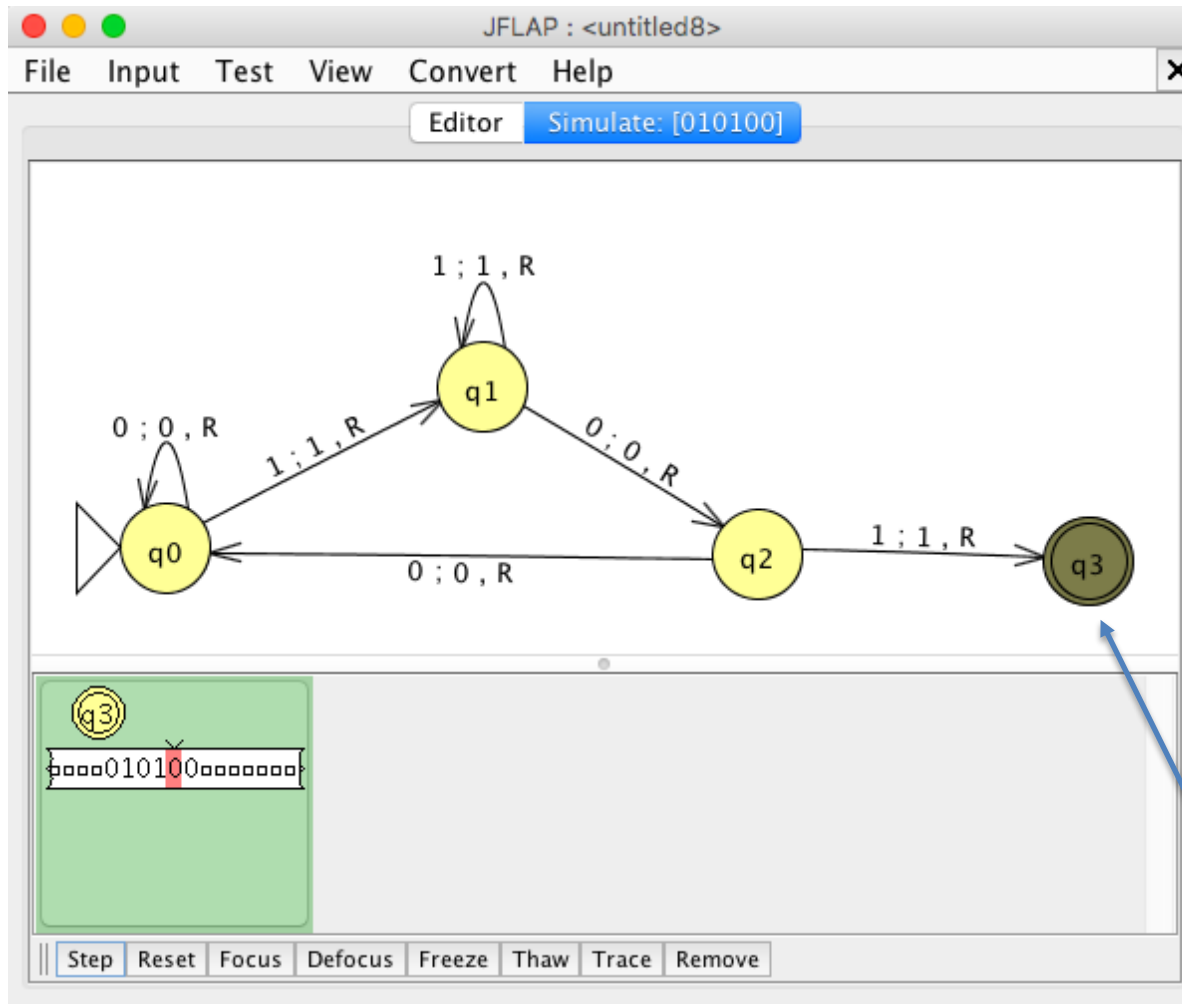 JFLAP : <untitled8>
File Input Test View Convert Help
Editor Simulate: [010100]
1 ; 1 , R
q1
0 ; 0 , R
1 ; 1 , R
0 ; 0 , R
q0
0 ; 0 , R
q2
1 ; 1 , R
q3
q3
□□□□010100□□□□□□□
Step Reset Focus Defocus Freeze Thaw Trace Remove